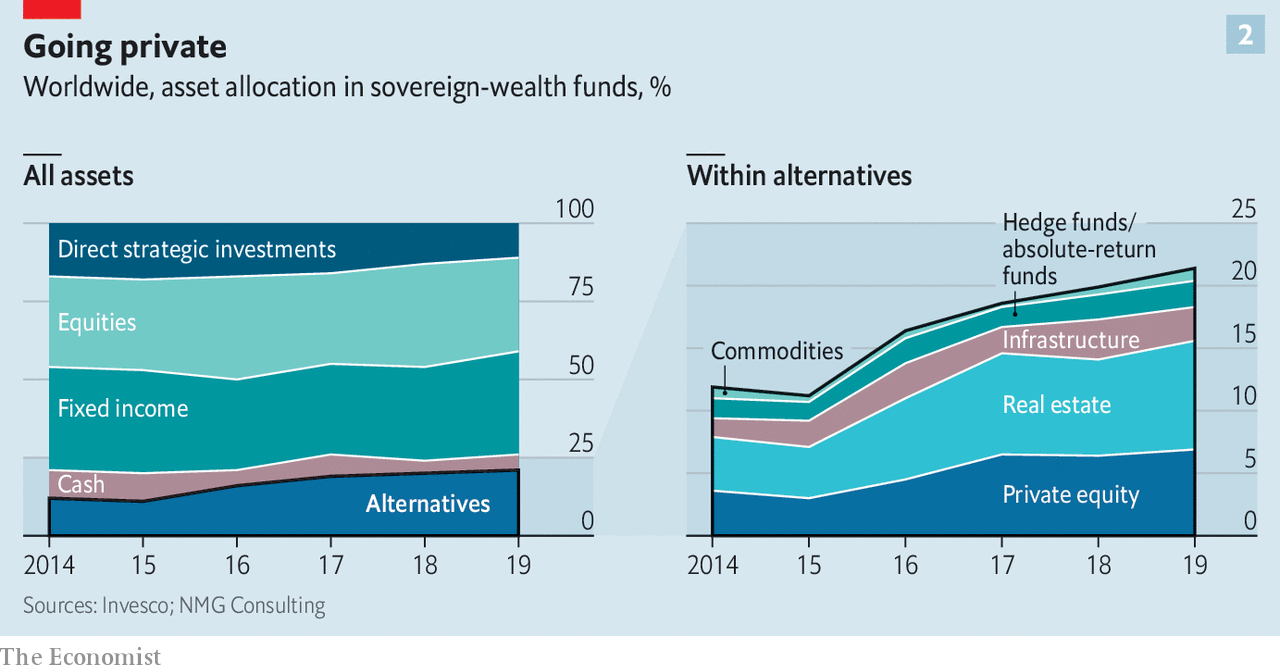 2
Going private
Worldwide, asset allocation in sovereign-wealth funds, %
All assets
100
75
50
25
0
Direct strategic investments
Equities
Fixed income
Cash
Alternatives
2014 15 16 17 18 19
Within alternatives
25
20
15
10
5
0
Hedge funds/
absolute-return
funds
Commodities
Infrastructure
Real estate
Private equity
2014 15 16 17 18 19
Sources: Invesco; NMG Consulting
The Economist